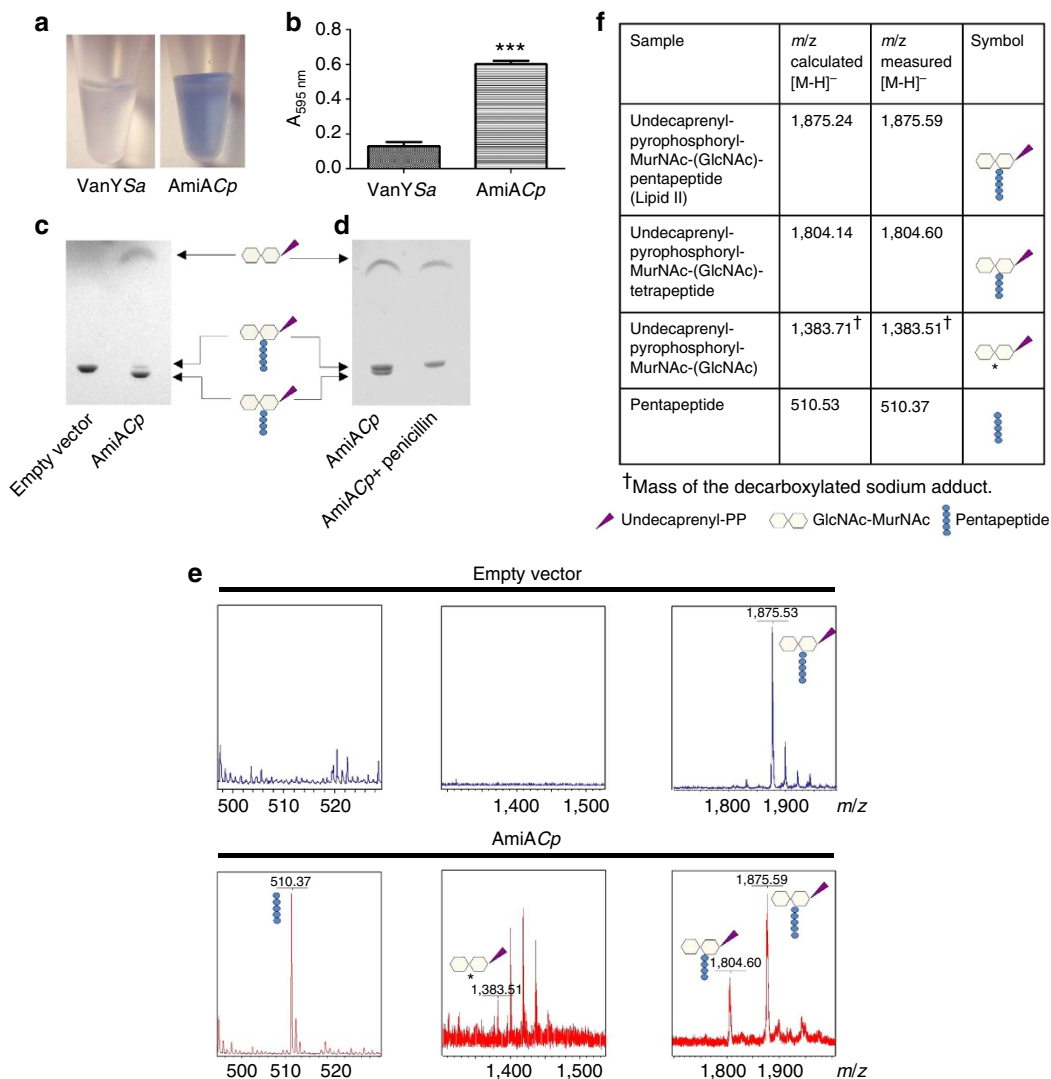 a
VanYSa
AmiACp
b
***
A595 nm
0.6
0.4
0.2
0.0
VanYSa
AmiACp
c
Empty vector
AmiACp
d
AmiACp
AmiACp+ penicillin
f
Sample
m/z calculated [M-H]–
m/z measured [M-H]–
Symbol
Undecaprenyl-
pyrophosphoryl-
MurNAc-(GlcNAc)-
pentapeptide
(Lipid II)
1,875.24
1,875.59
Undecaprenyl-
pyrophosphoryl-
MurNAc-(GlcNAc)-
tetrapeptide
1,804.14
1,804.60
Undecaprenyl-
pyrophosphoryl-
MurNAc-(GlcNAc)
1,383.71†
1,383.51†
*
Pentapeptide
510.53
510.37
†Mass of the decarboxylated sodium adduct.
Undecaprenyl-PP
GlcNAc-MurNAc
Pentapeptide
e
Empty vector
1,875.53
500 510 520
1,400 1,500
1,800 1,900 m/z
AmiACp
510.37
*
1,383.51
1,804.60
1,875.59
500 510 520
1,400 1,500
1,800 1,900 m/z